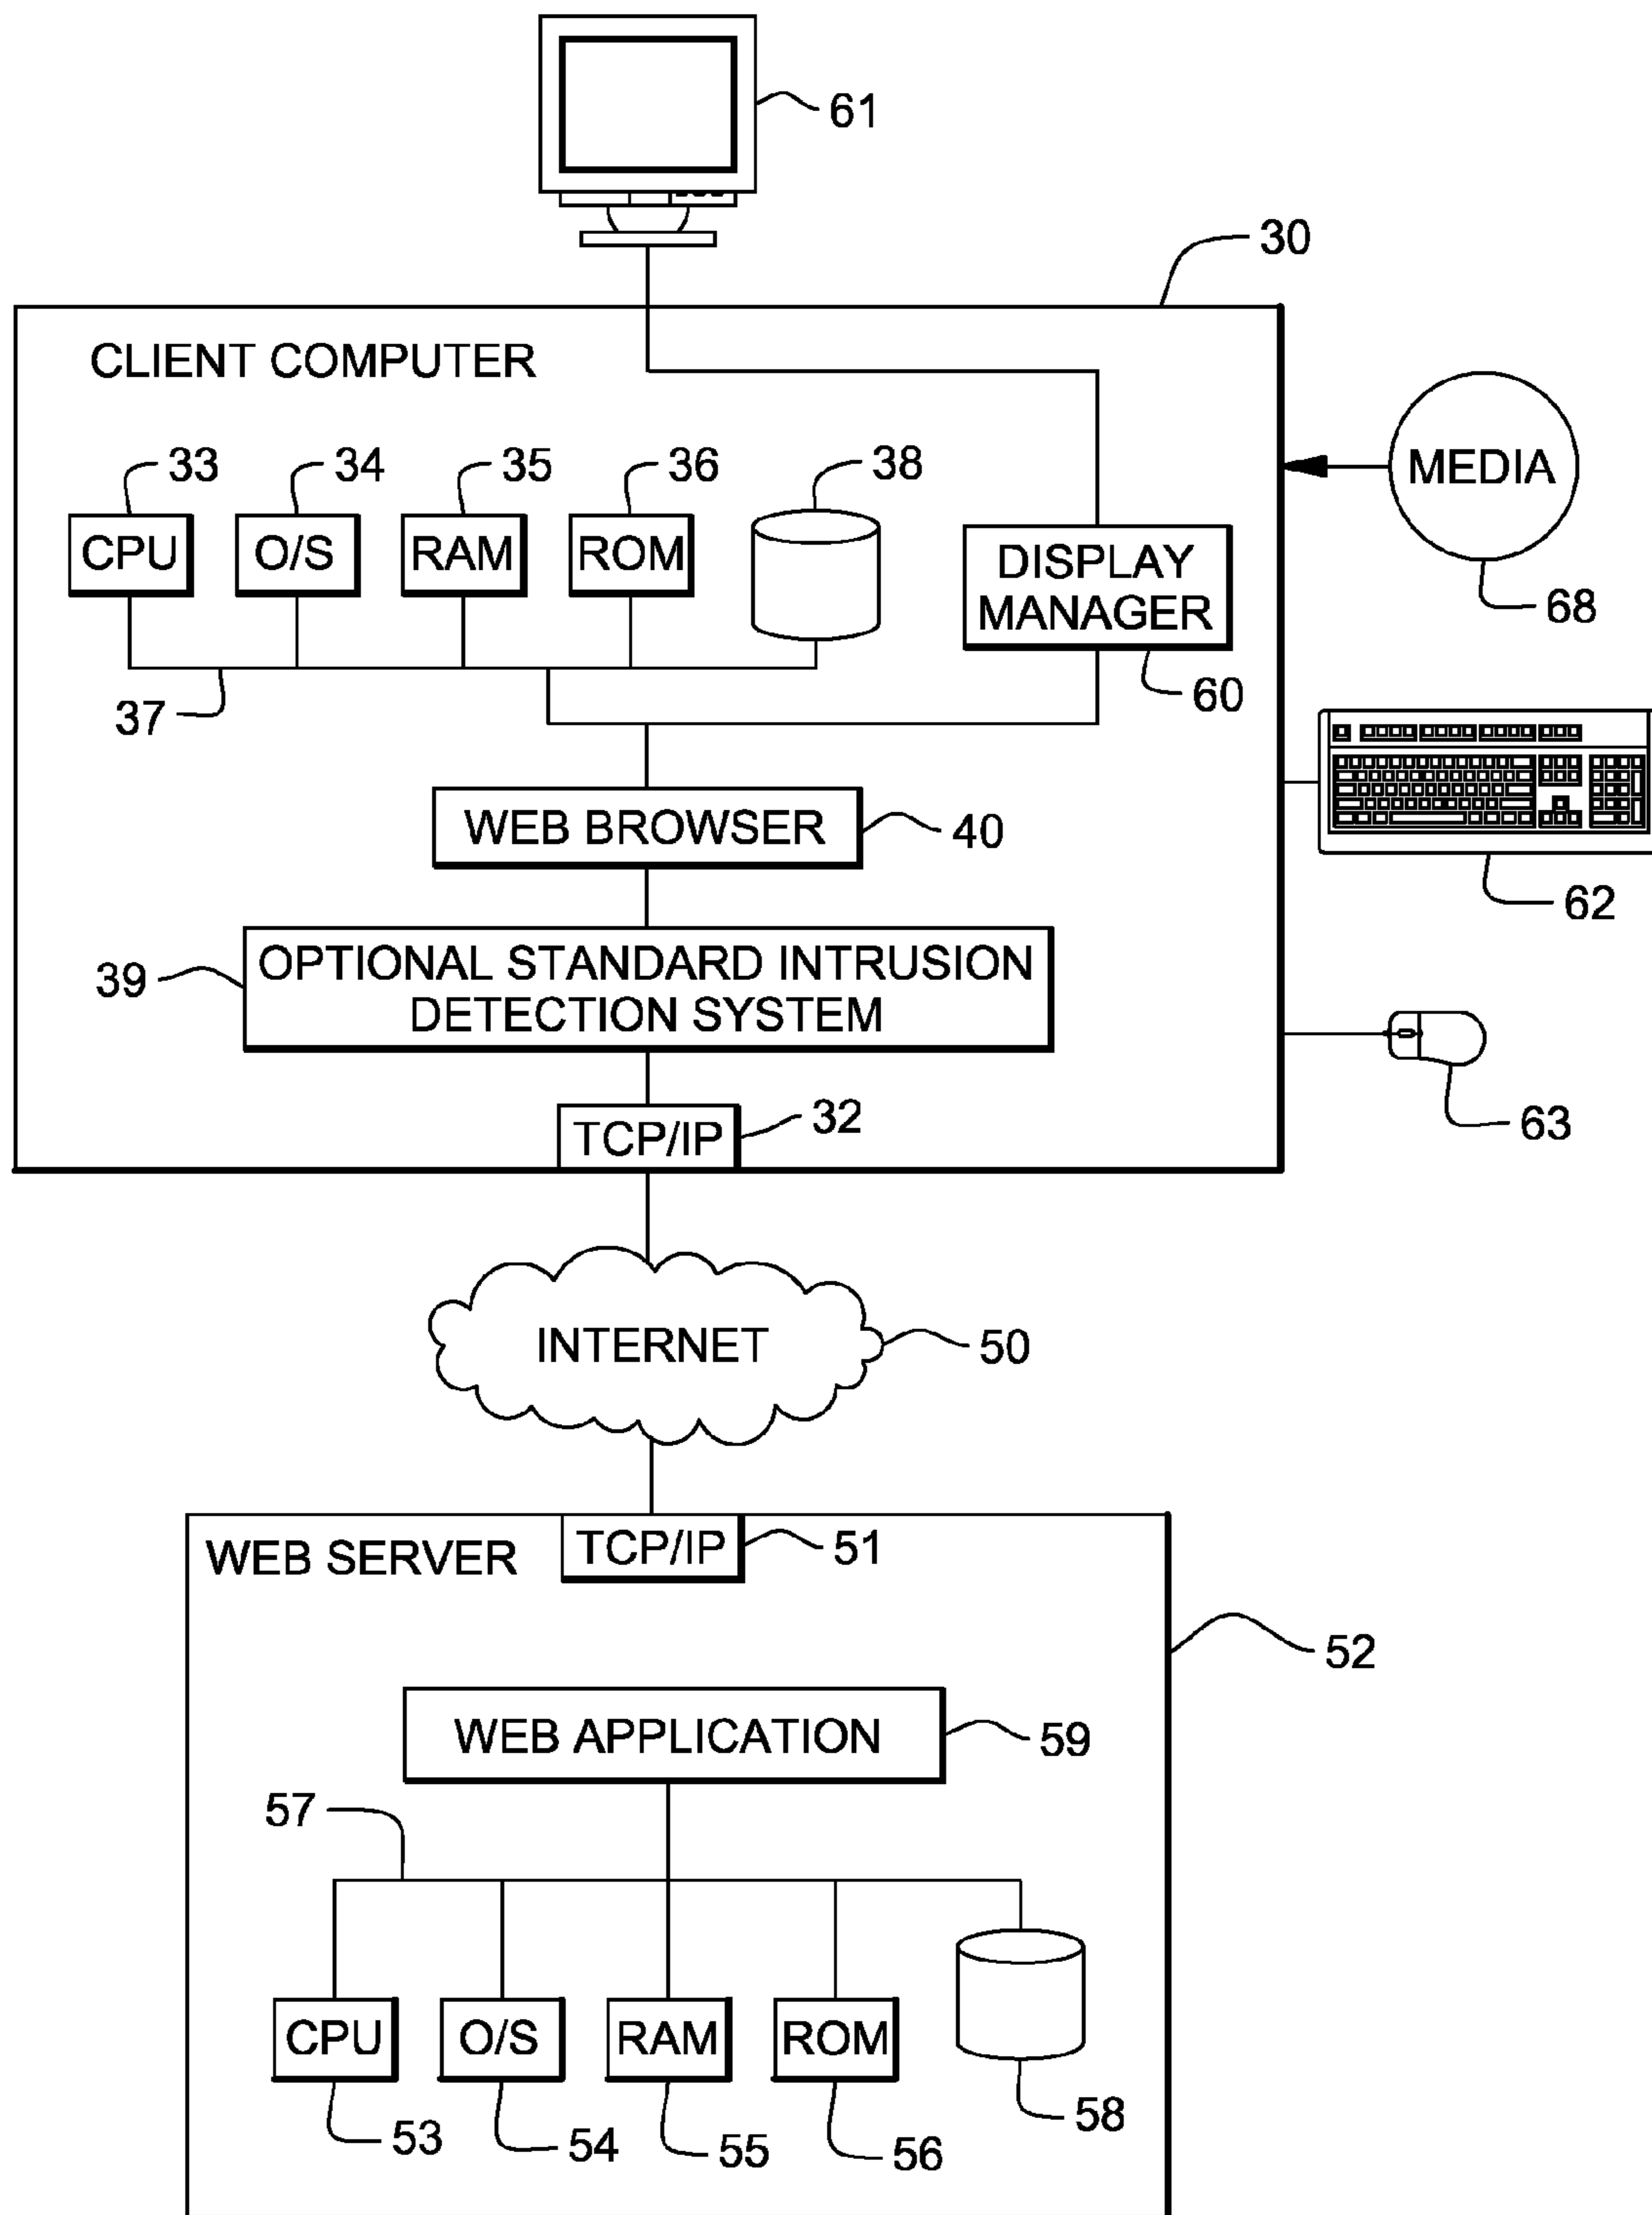 61
30
CLIENT COMPUTER
33 34 35 36 38
CPU O/S RAM ROM
DISPLAY
MANAGER
MEDIA
68
37
60
WEB BROWSER
40
62
39
OPTIONAL STANDARD INTRUSION
DETECTION SYSTEM
TCP/IP
32
63
INTERNET
50
WEB SERVER
TCP/IP
51
52
WEB APPLICATION
59
57
CPU O/S RAM ROM
53 54 55 56 58